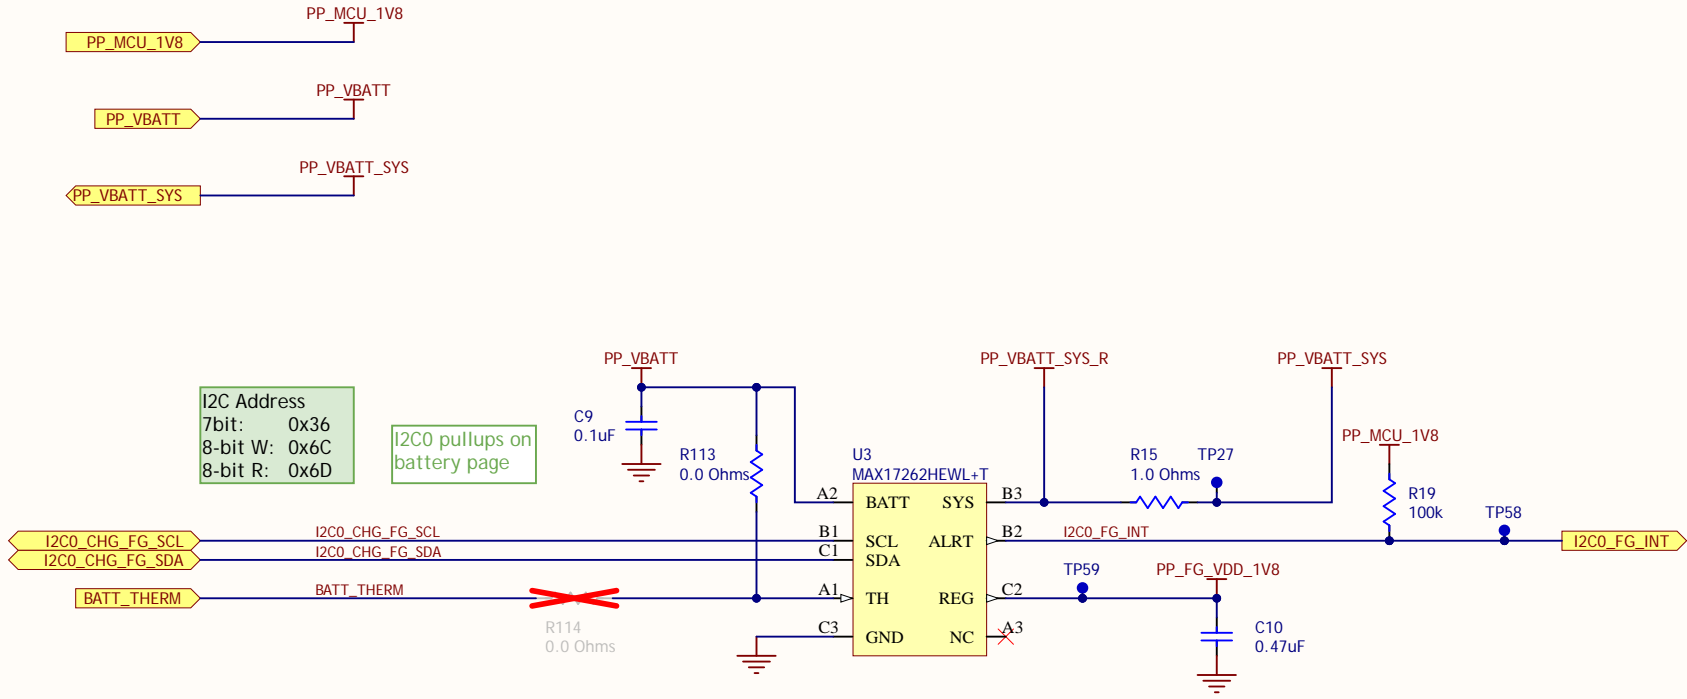 PP_MCU_1V8
PP_MCU_1V8
PP_VBATT
PP_VBATT
PP_VBATT_SYS
PP_VBATT_SYS
PP_VBATT
PP_VBATT_SYS_R
PP_VBATT_SYS
I2C Address
7bit: 0x36
8-bit W: 0x6C
8-bit R: 0x6D
I2C0 pullups on
battery page
C9
0.1uF
R113
0.0 Ohms
U3
MAX17262HEWL+T
R15
1.0 Ohms
TP27
PP_MCU_1V8
R19
100k
TP58
A2
BATT
SYS
B3
I2C0_CHG_FG_SCL
I2C0_CHG_FG_SCL
B1
SCL
ALRT
B2
I2C0_FG_INT
I2C0_FG_INT
I2C0_CHG_FG_SDA
I2C0_CHG_FG_SDA
C1
SDA
TP59
PP_FG_VDD_1V8
BATT_THERM
BATT_THERM
A1
TH
REG
C2
R114
0.0 Ohms
C3
GND
NC
A3
C10
0.47uF